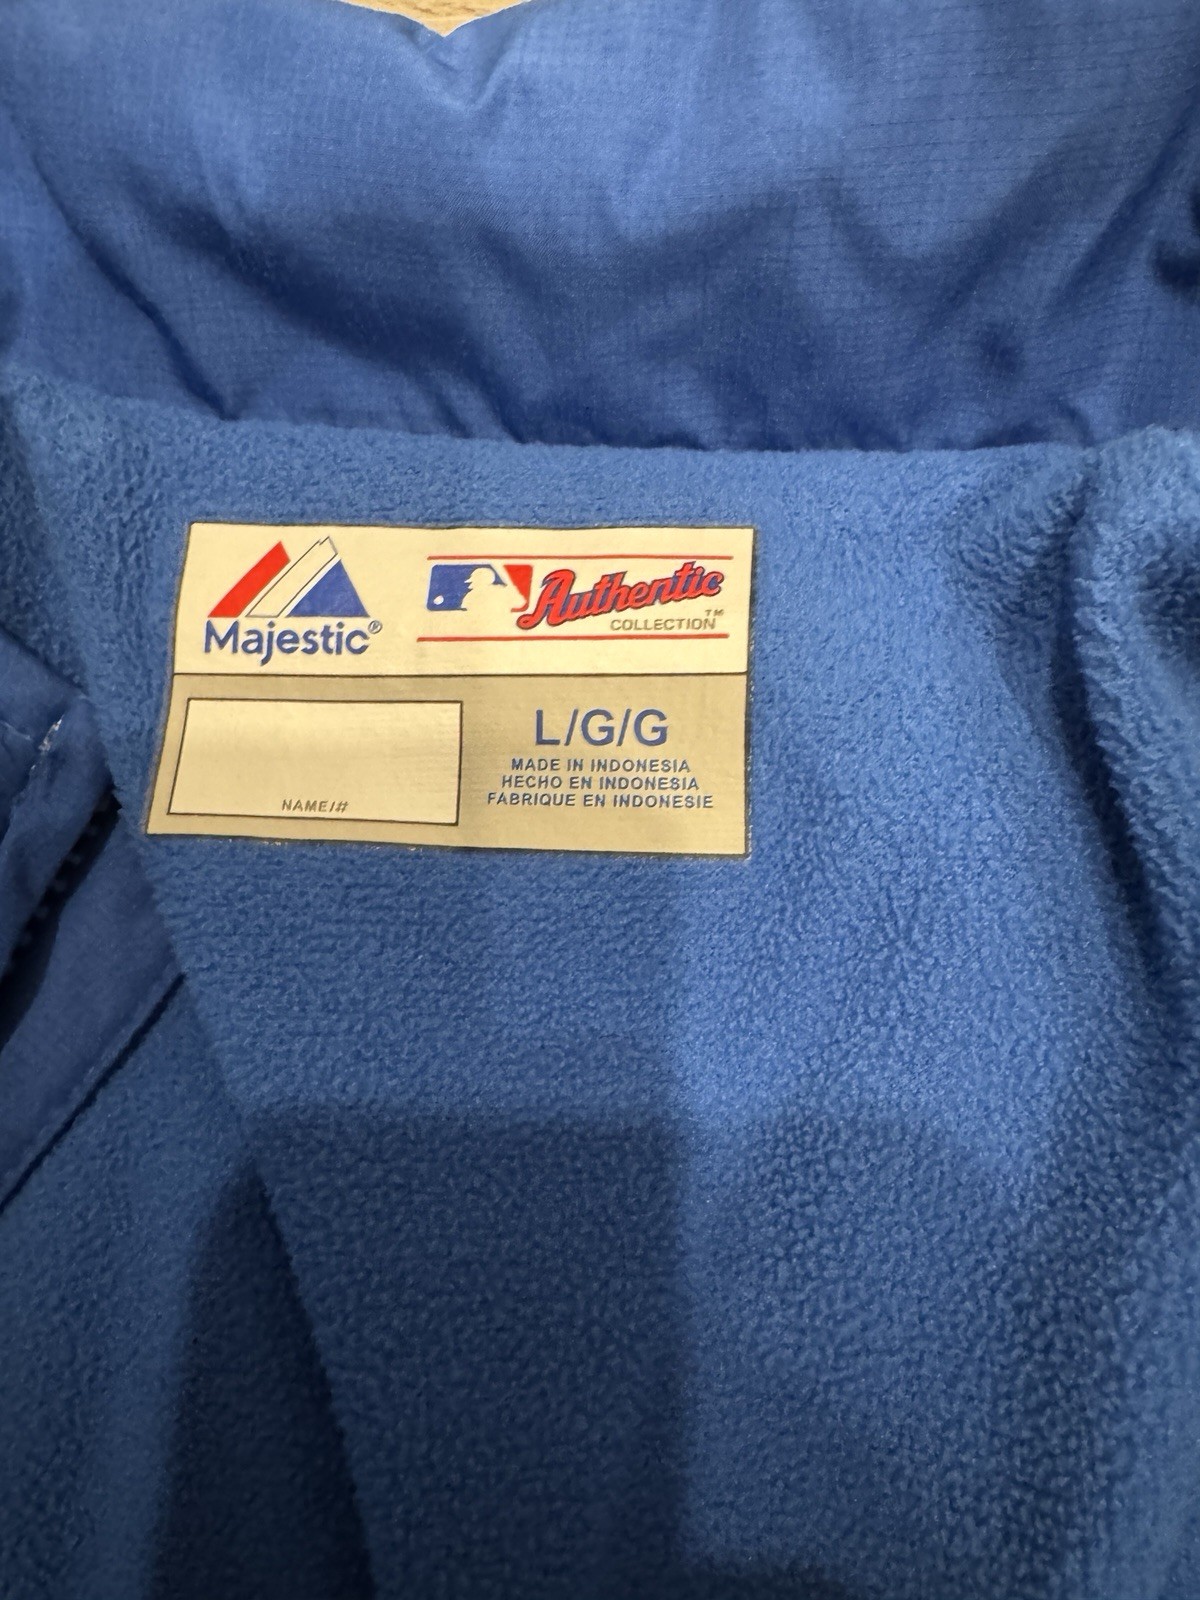 Majestic®
Authentic
COLLECTION™
L/G/G
MADE IN INDONESIA
HECHO EN INDONESIA
FABRIQUE EN INDONESIE
NAME/#